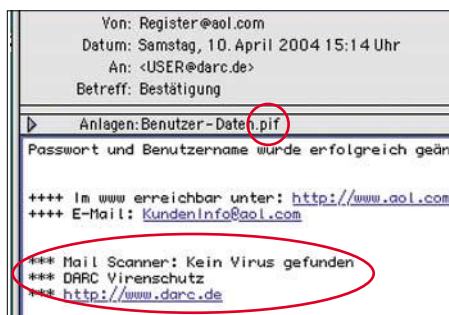 Von: Register@aol.com
Datum: Samstag, 10. April 2004 15:14 Uhr
An: <USER@darc.de>
Betreff: Bestätigung
Anlagen: Benutzer-Daten.pif
Passwort und Benutzername wurde erfolgreich geän
++++ Im www erreichbar unter: http://www.aol.com
++++ E-Mail: KundenInfo@aol.com
*** Mail Scanner: Kein Virus gefunden
*** DARC Virenschutz
*** http://www.darc.de